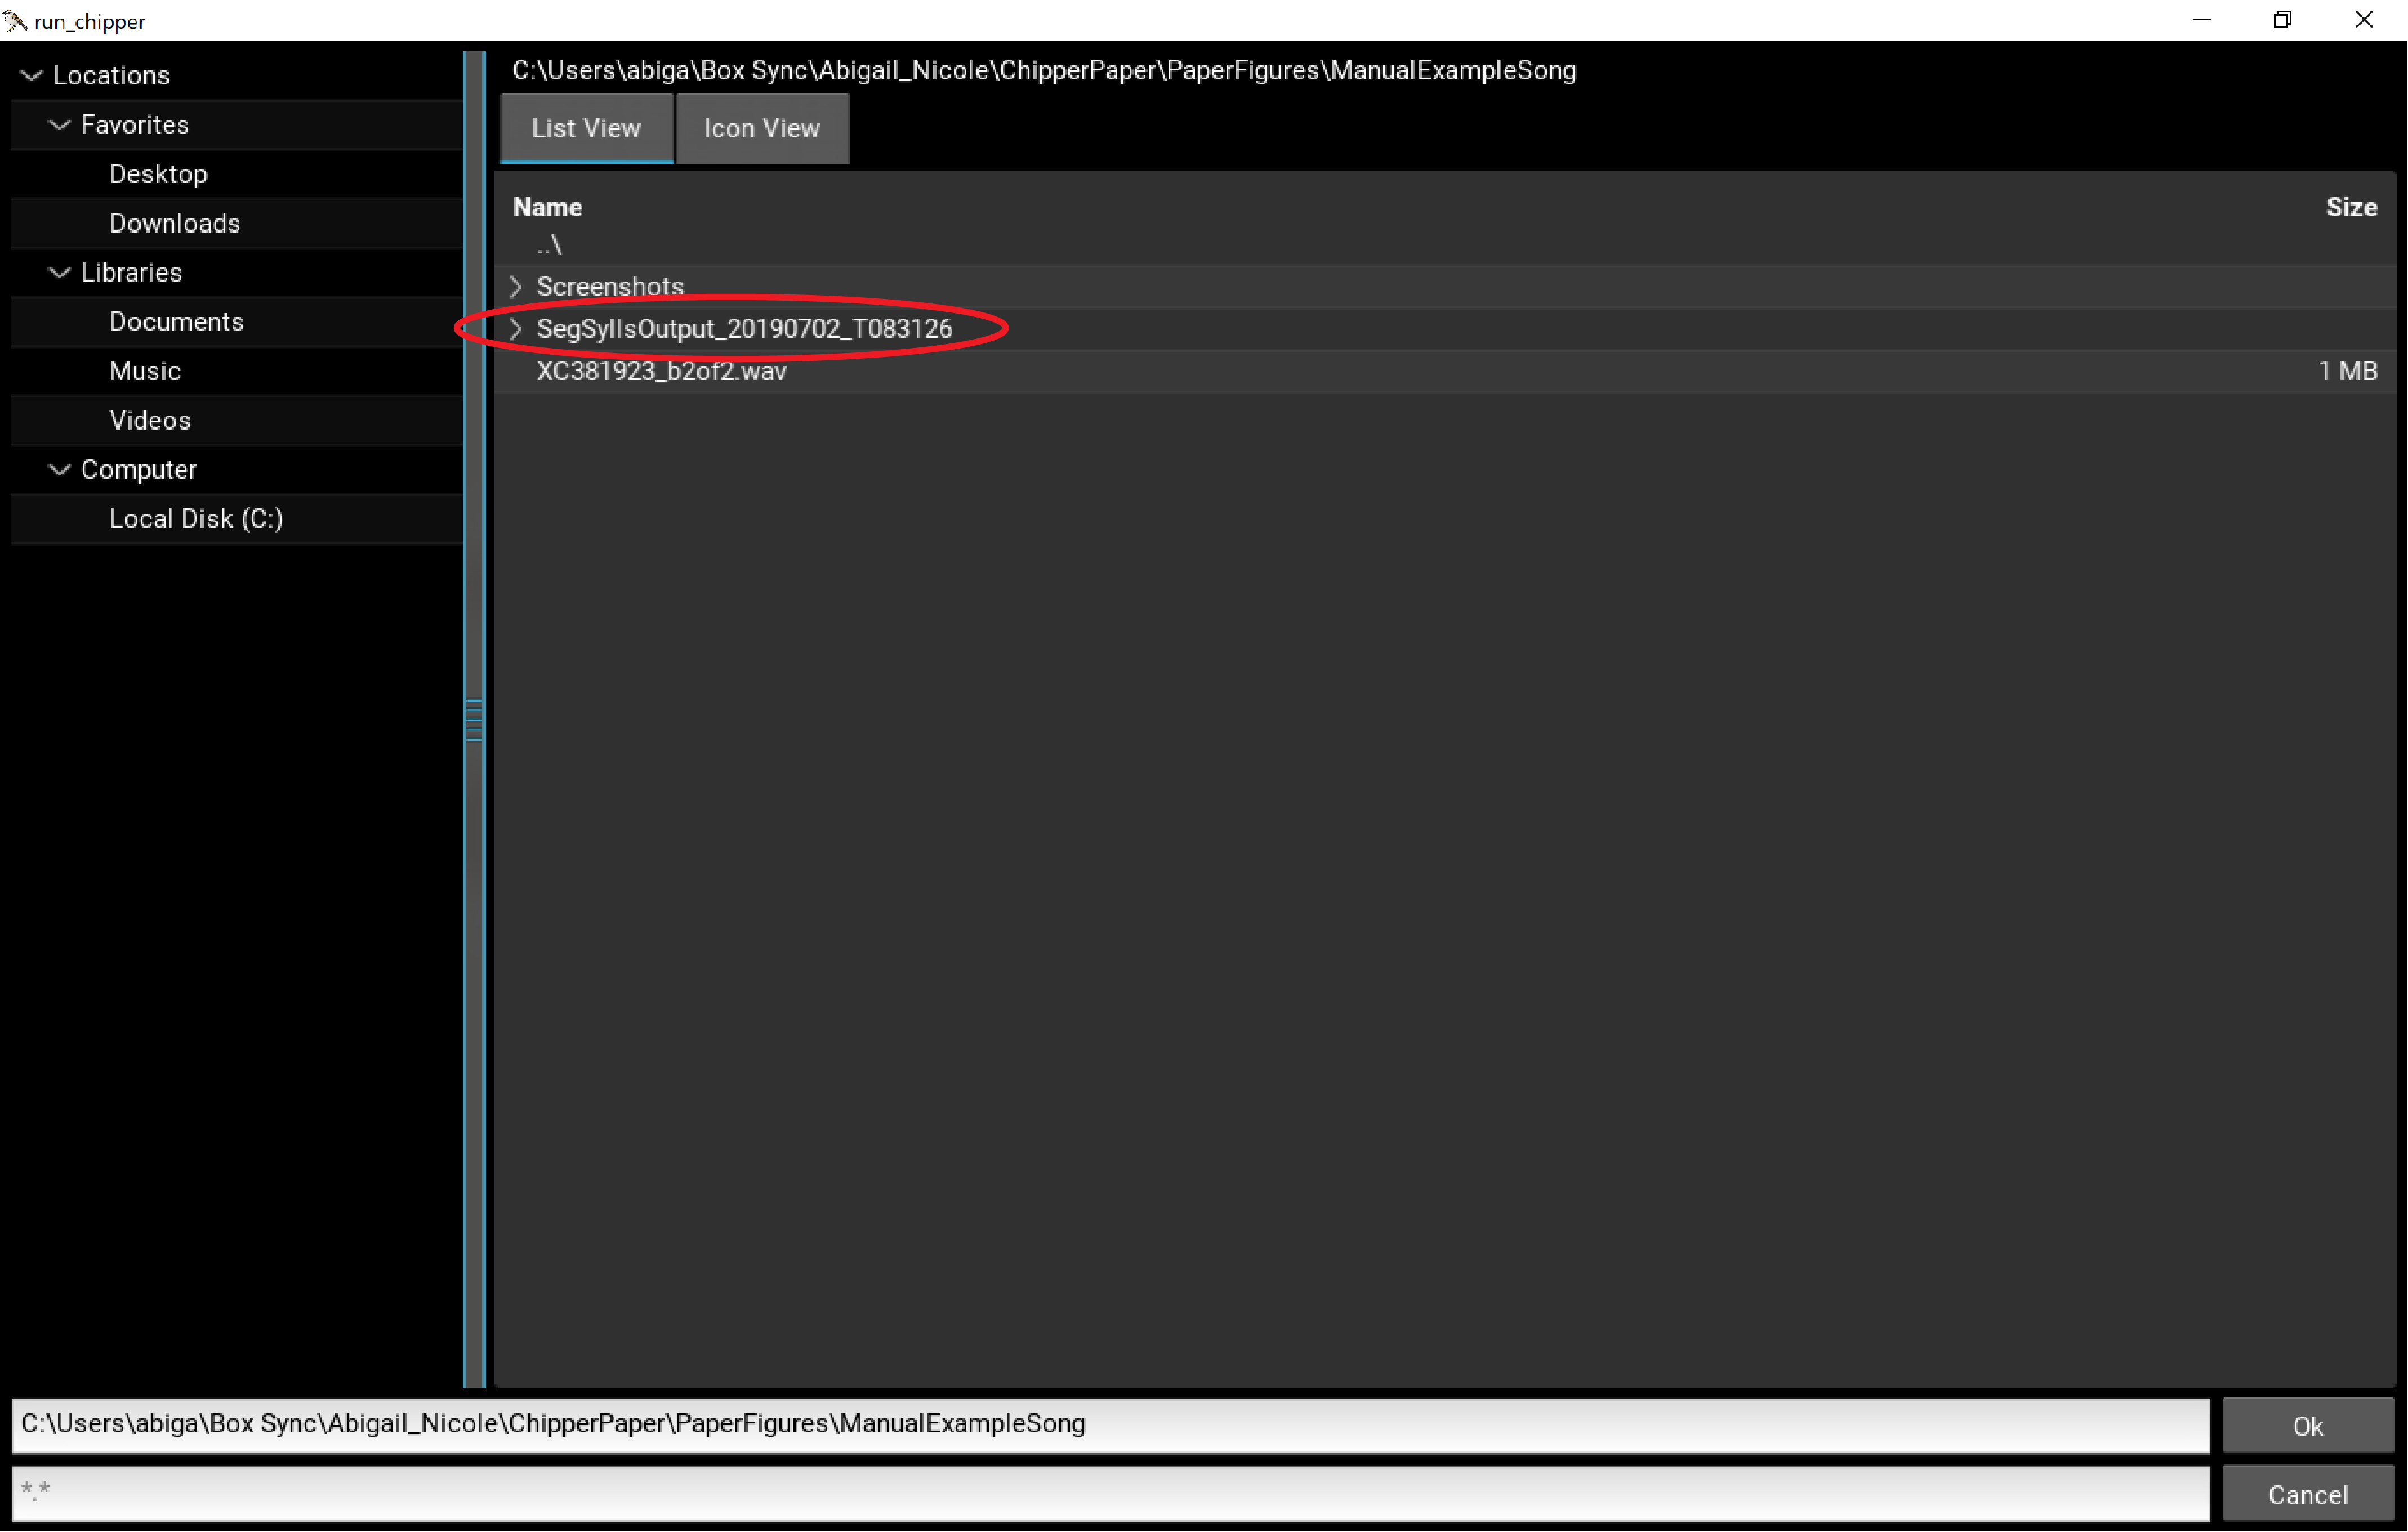 run_chipper
Locations
Favorites
Desktop
Downloads
Libraries
Documents
Music
Videos
Computer
Local Disk (C:)
C:\Users\abiga\Box Sync\Abigail_Nicole\ChipperPaper\PaperFigures\ManualExampleSong
List View Icon View
Name Size
..\
Screenshots
SegSyllsOutput_20190702_T083126
XC381923_b2of2.wav 1 MB
C:\Users\abiga\Box Sync\Abigail_Nicole\ChipperPaper\PaperFigures\ManualExampleSong
Ok
*.*
Cancel